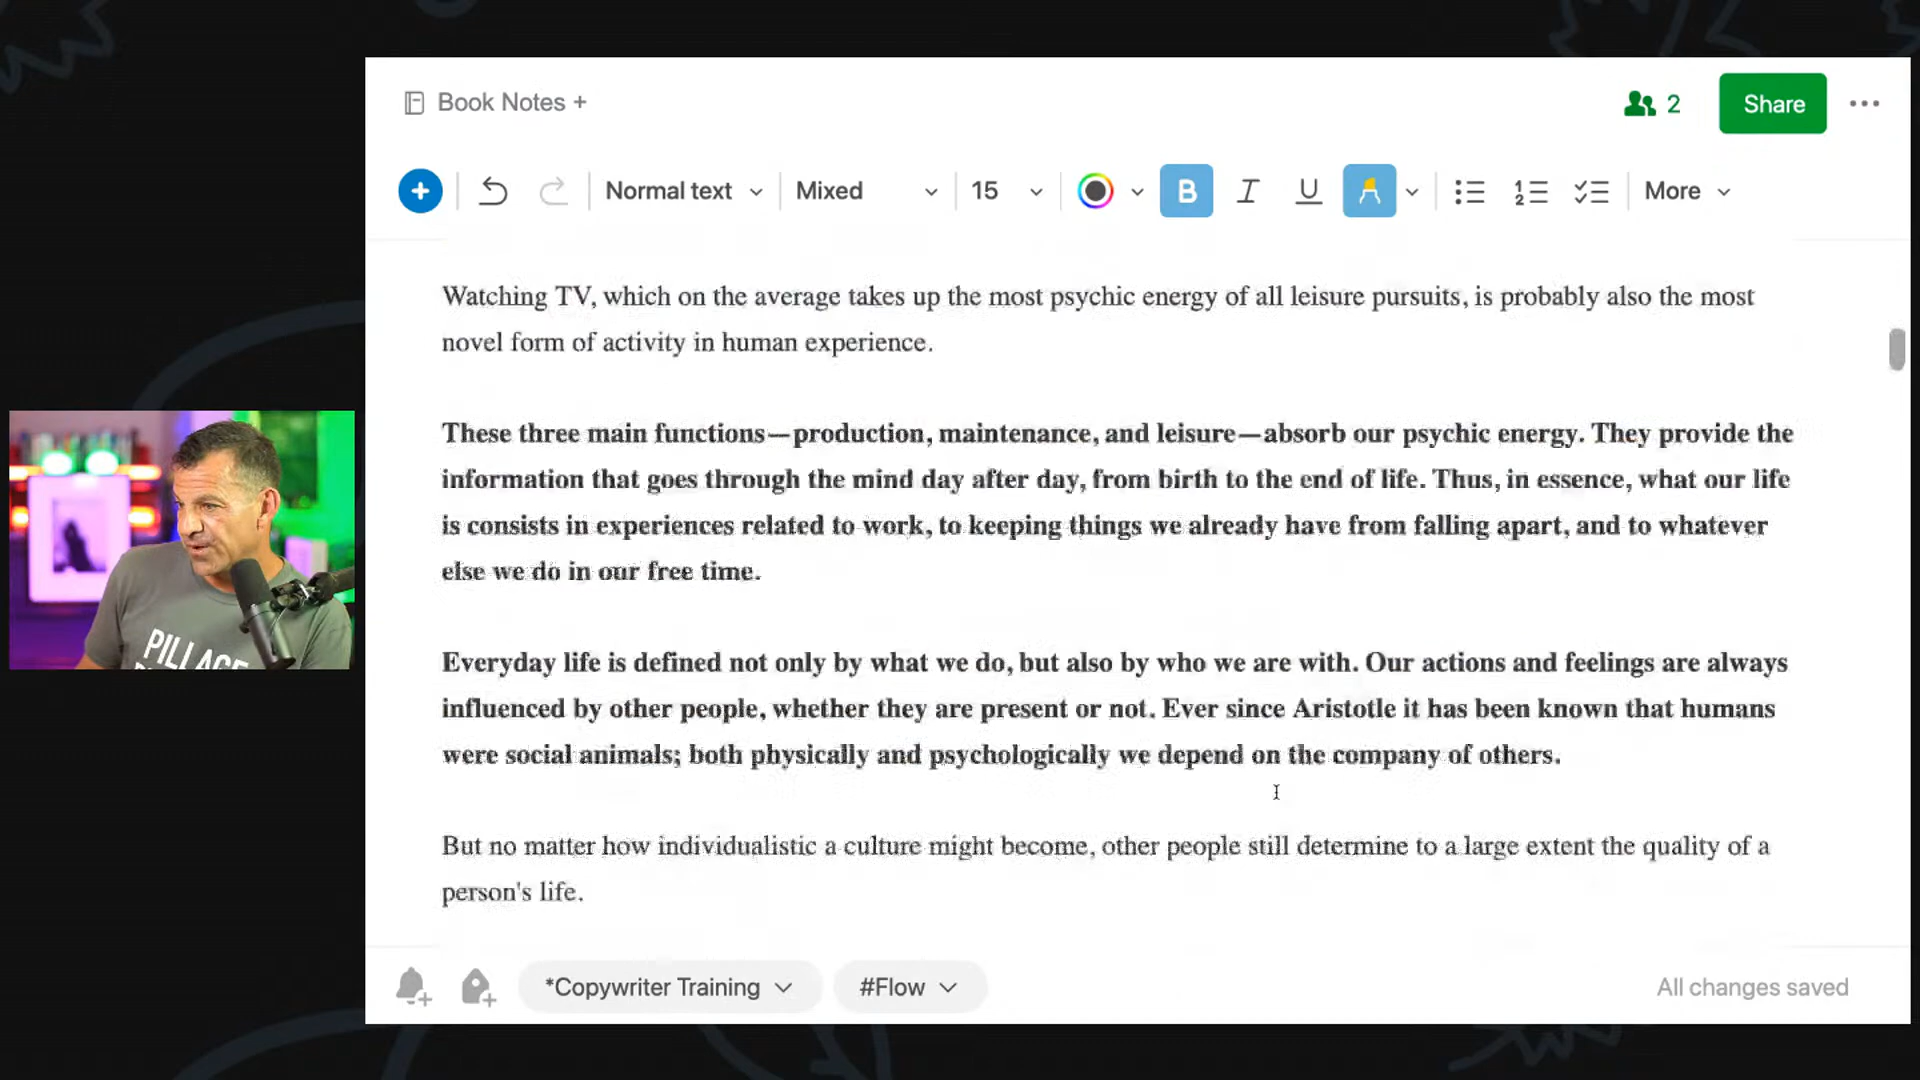 Book Notes +
2
Share
Normal text
Mixed
15
B
I
U
More
Watching TV, which on the average takes up the most psychic energy of all leisure pursuits, is probably also the most
novel form of activity in human experience.
These three main functions—production, maintenance, and leisure—absorb our psychic energy. They provide the
information that goes through the mind day after day, from birth to the end of life. Thus, in essence, what our life
is consists in experiences related to work, to keeping things we already have from falling apart, and to whatever
else we do in our free time.
Everyday life is defined not only by what we do, but also by who we are with. Our actions and feelings are always
influenced by other people, whether they are present or not. Ever since Aristotle it has been known that humans
were social animals; both physically and psychologically we depend on the company of others.
But no matter how individualistic a culture might become, other people still determine to a large extent the quality of a
person's life.
PILLAGE
*Copywriter Training
#Flow
All changes saved